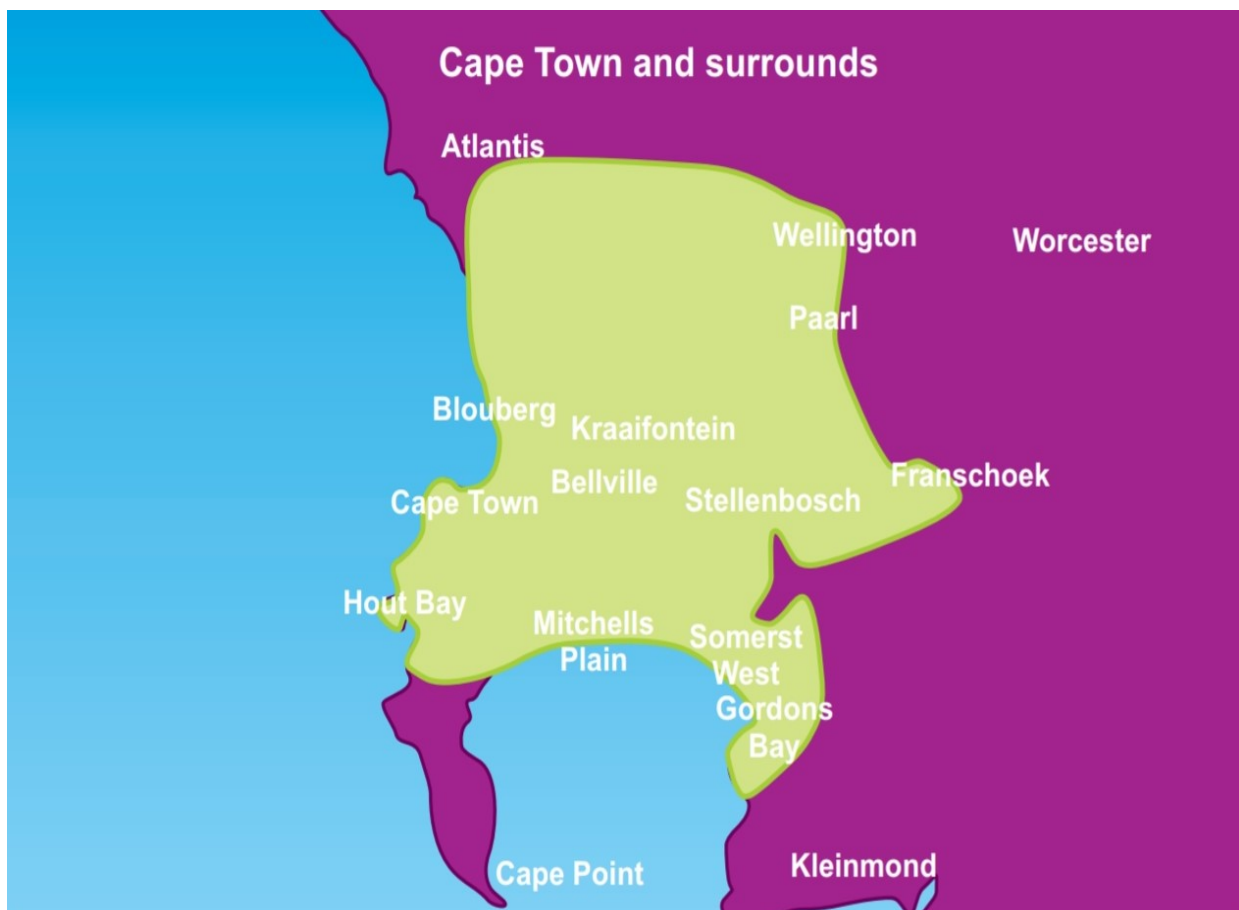 Cape Town and surrounds
Atlantis
Wellington
Worcester
Paarl
Blouberg
Kraaifontein
Franschoek
Bellville
Cape Town
Stellenbosch
Hout Bay
Mitchells
Plain
Somerst
West
Gordons
Bay
Cape Point
Kleinmond